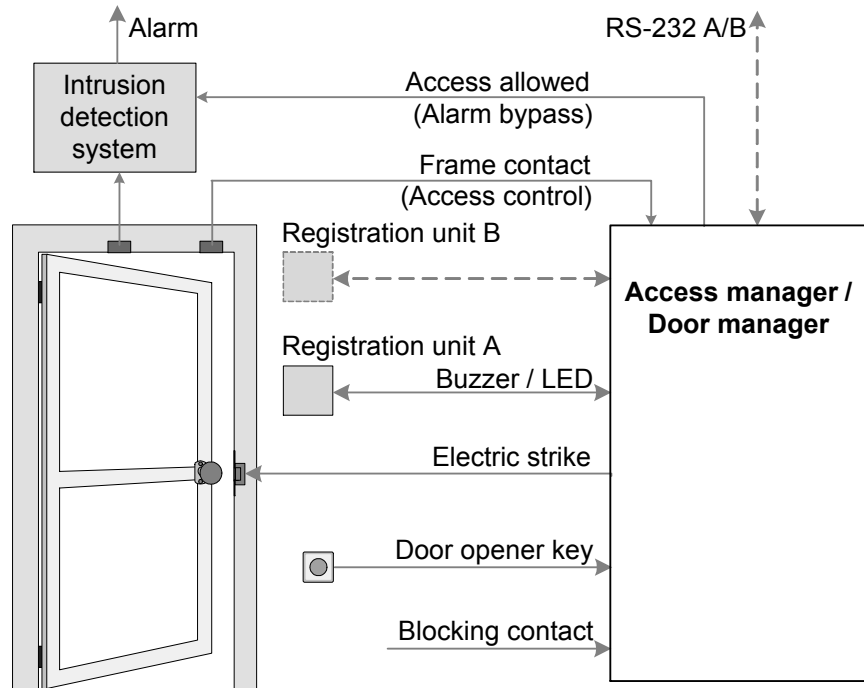 Alarm
RS-232 A/B
Intrusion
detection
system
Access allowed
(Alarm bypass)
Frame contact
(Access control)
Registration unit B
Access manager /
Door manager
Registration unit A
Buzzer / LED
Electric strike
Door opener key
Blocking contact